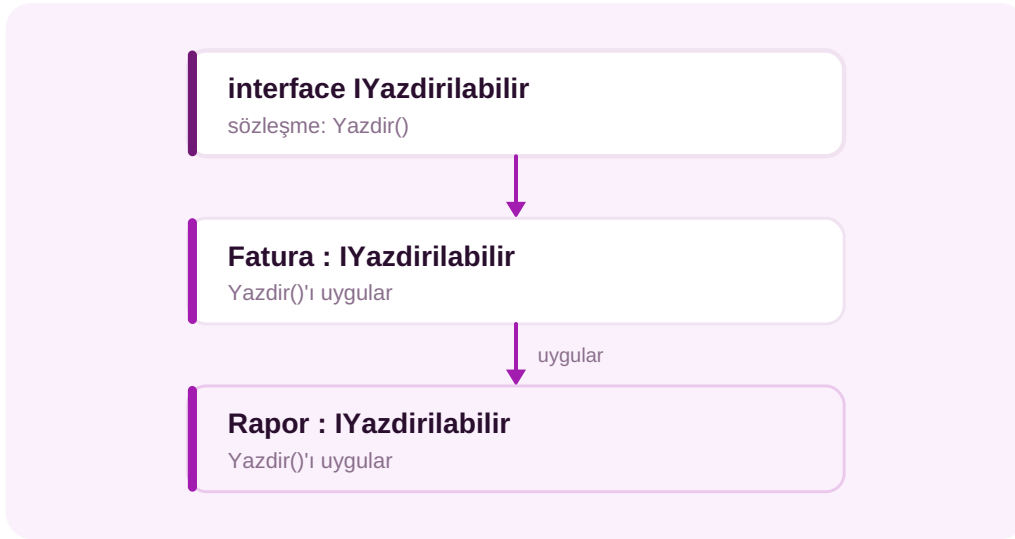 interface IYazdirilabilir
sözleşme: Yazdir()
Fatura : IYazdirilabilir
Yazdir()'ı uygular
uygular
Rapor : IYazdirilabilir
Yazdir()'ı uygular